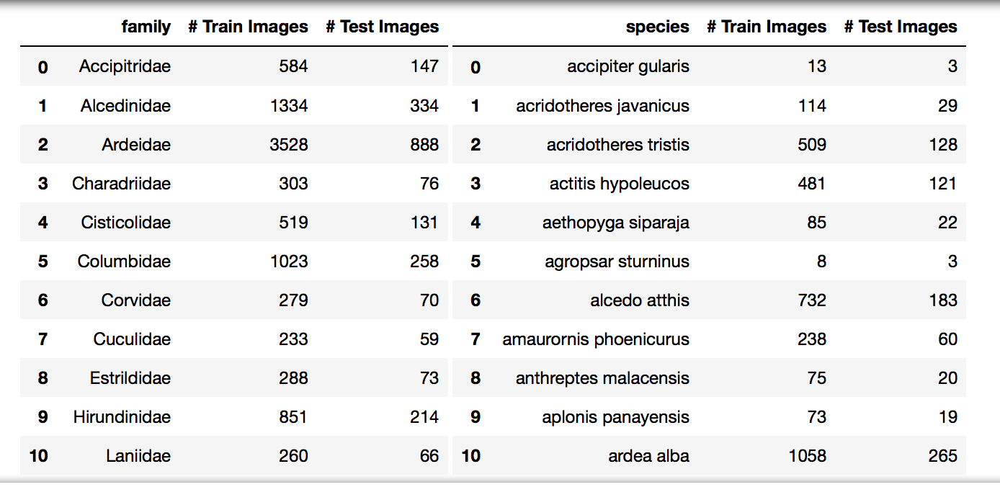 family # Train Images # Test Images species # Train Images # Test Images
0 Accipitridae 584 147 0 accipiter gularis 13 3
1 Alcedinidae 1334 334 1 acridotheres javanicus 114 29
2 Ardeidae 3528 888 2 acridotheres tristis 509 128
3 Charadriidae 303 76 3 actitis hypoleucos 481 121
4 Cisticolidae 519 131 4 aethopyga siparaja 85 22
5 Columbidae 1023 258 5 agropsar sturninus 8 3
6 Corvidae 279 70 6 alcedo atthis 732 183
7 Cuculidae 233 59 7 amaurornis phoenicurus 238 60
8 Estrildidae 288 73 8 anthreptes malacensis 75 20
9 Hirundinidae 851 214 9 aplonis panayensis 73 19
10 Laniidae 260 66 10 ardea alba 1058 265